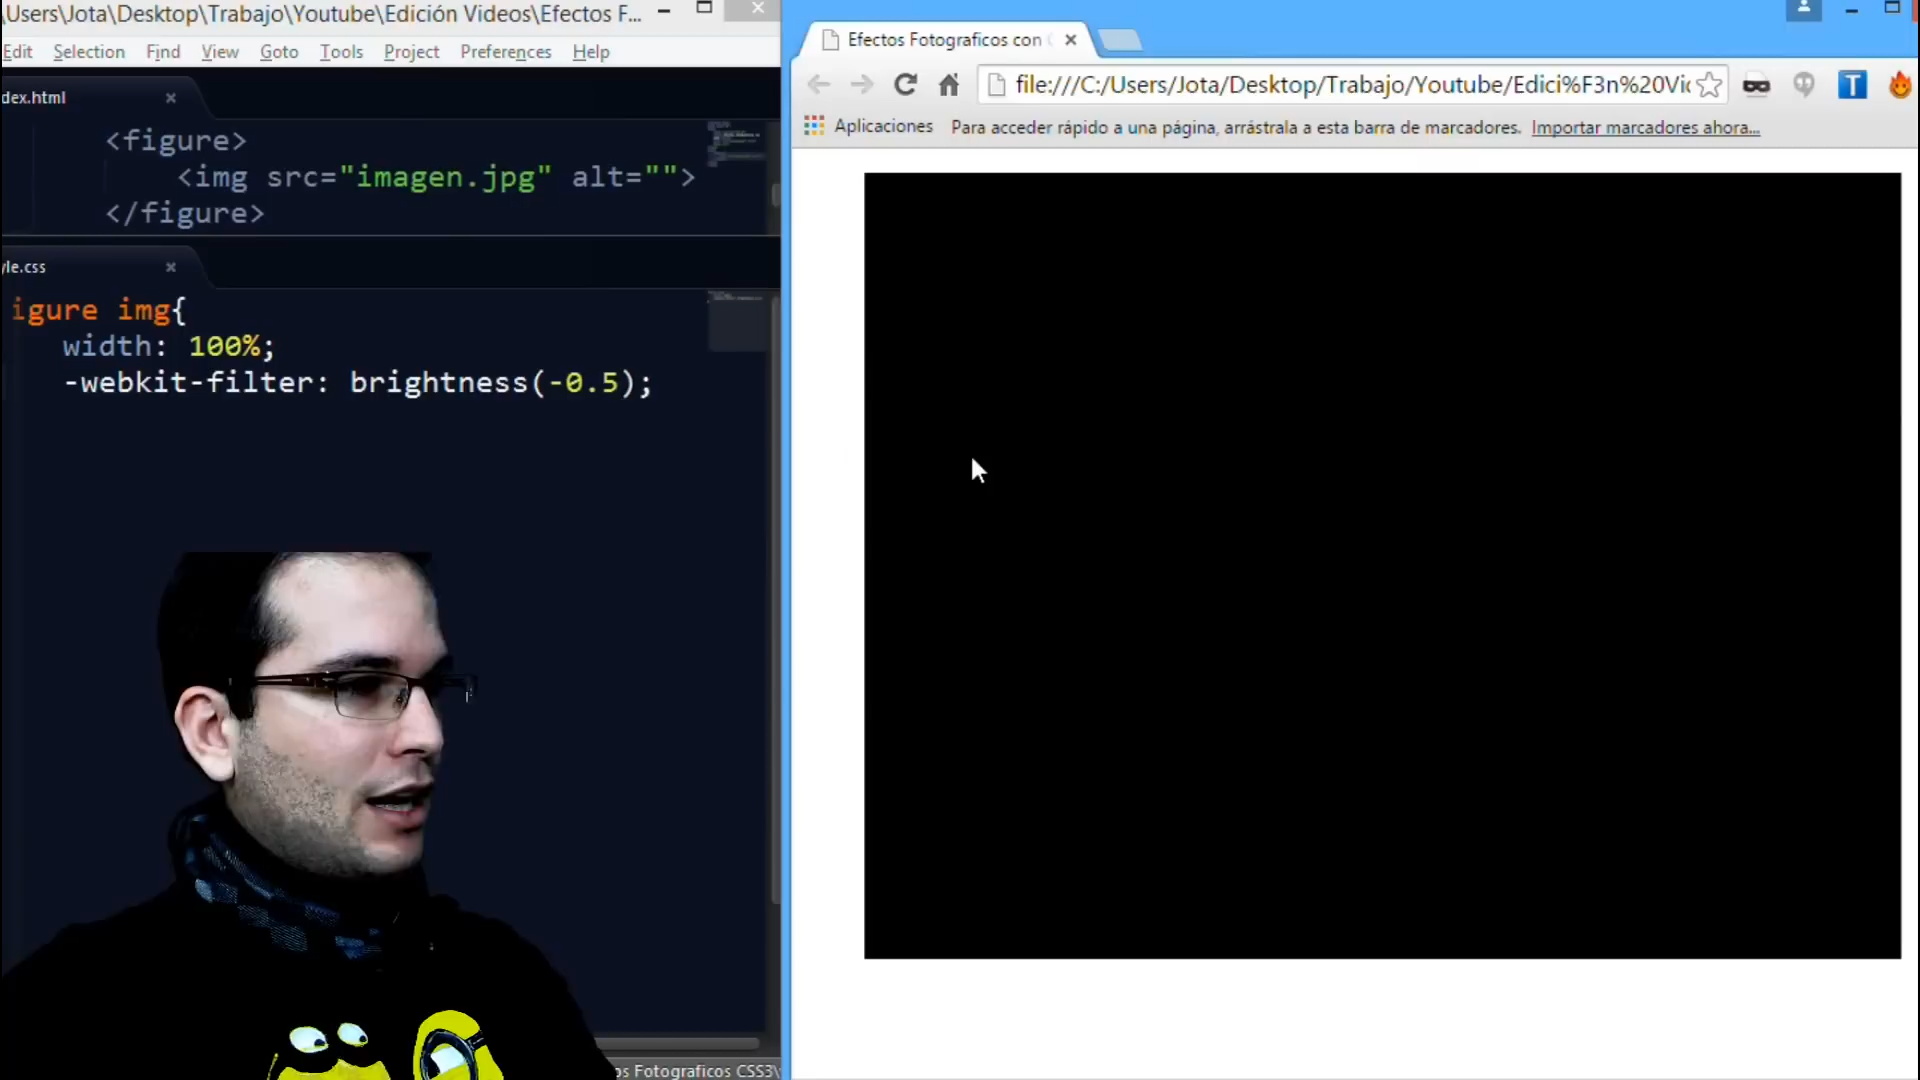 \Users\Jota\Desktop\Trabajo\Youtube\Edición Videos\Efectos F...
Edit Selection Find View Goto Tools Project Preferences Help
dex.html
<figure>
<img src="imagen.jpg" alt="">
</figure>
yle.css
igure img{
width: 100%;
-webkit-filter: brightness(-0.5);
os Fotograficos CSS3\
Efectos Fotograficos con
file:///C:/Users/Jota/Desktop/Trabajo/Youtube/Edici%F3n%20Vi
T
Aplicaciones Para acceder rápido a una página, arrástrala a esta barra de marcadores. Importar marcadores ahora...